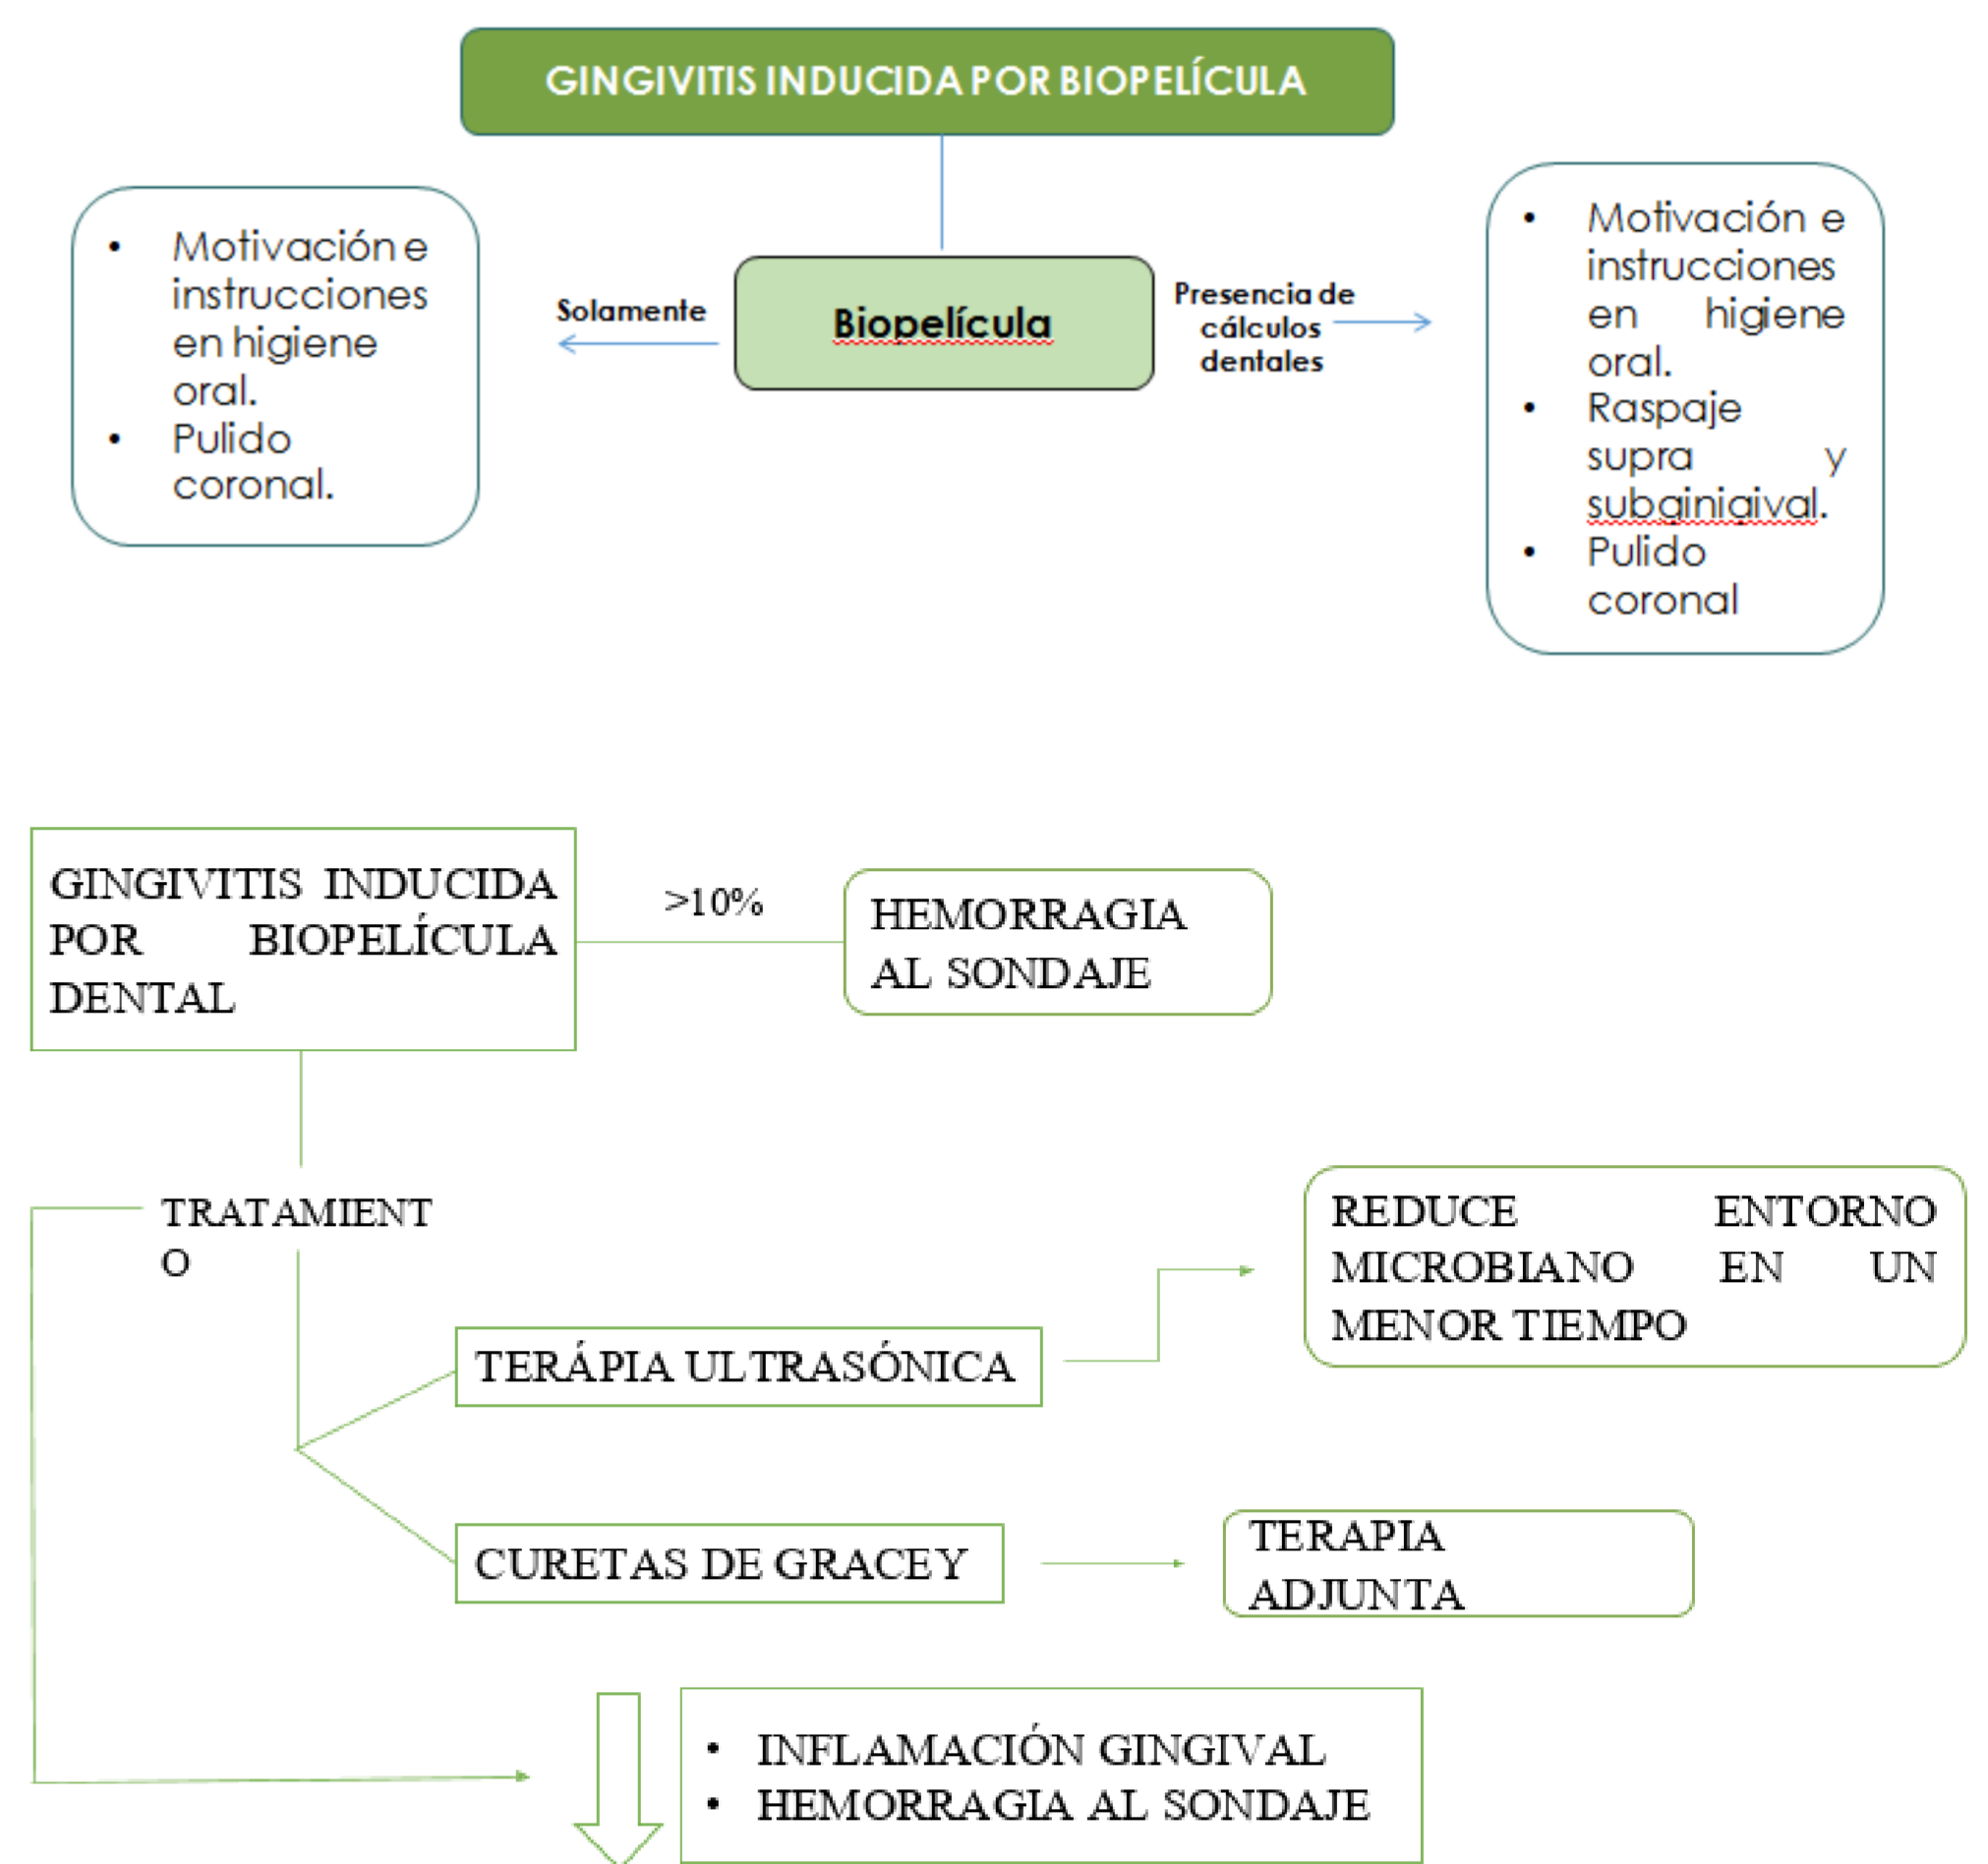 GINGIVITIS INDUCIDA POR BIOPELÍCULA
• Motivación e
instrucciones
en higiene
oral.
• Pulido
coronal.
Solamente
Biopelícula
Presencia de
cálculos
dentales
• Motivación e
instrucciones
en higiene
oral.
• Raspaje
supra y
subginigival.
• Pulido
coronal
GINGIVITIS INDUCIDA
POR BIOPELÍCULA
DENTAL
>10%
HEMORRAGIA
AL SONDAJE
TRATAMIENT
O
REDUCE ENTORNO
MICROBIANO EN UN
MENOR TIEMPO
TERÁPIA ULTRASÓNICA
CURETAS DE GRACEY
TERAPIA
ADJUNTA
• INFLAMACIÓN GINGIVAL
• HEMORRAGIA AL SONDAJE